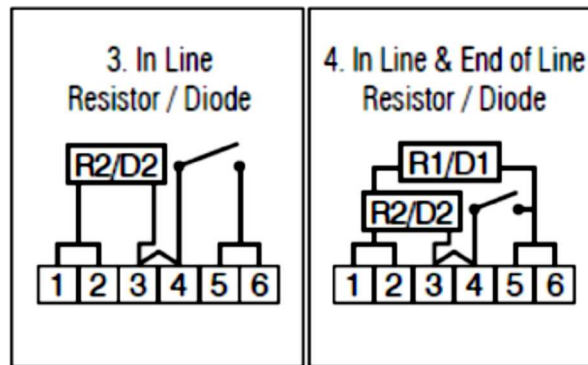 3. In Line
Resistor / Diode
R2/D2
1 2 3 4 5 6
4. In Line & End of Line
Resistor / Diode
R1/D1
R2/D2
1 2 3 4 5 6